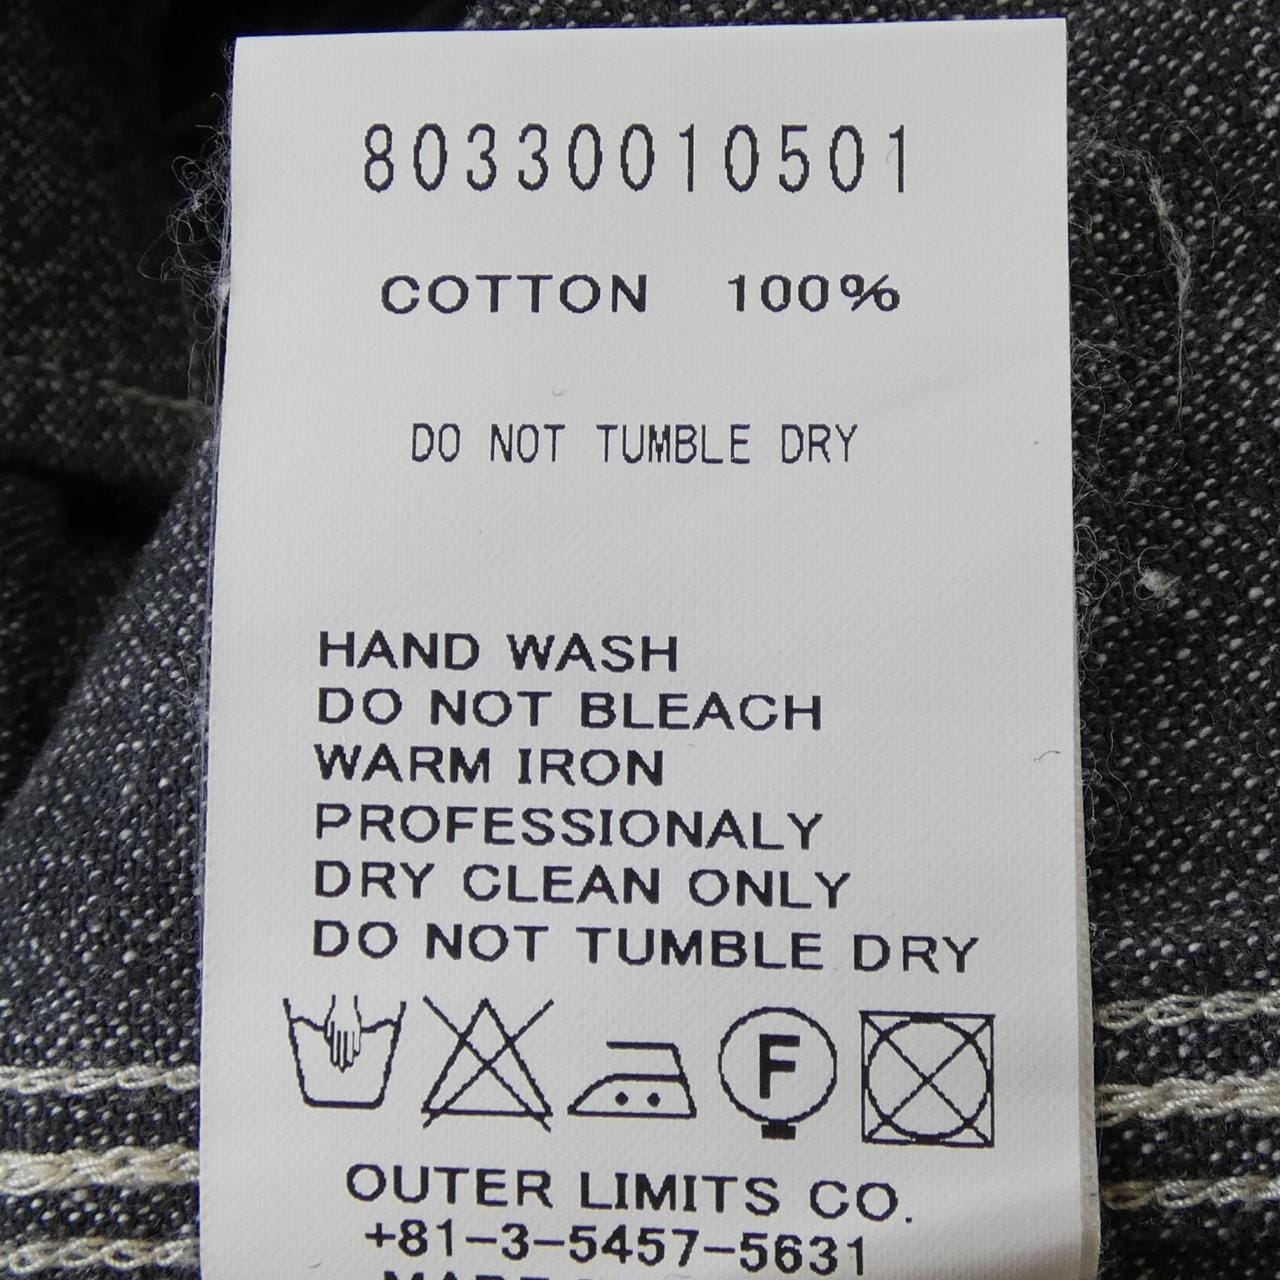 80330010501
COTTON 100%
DO NOT TUMBLE DRY
HAND WASH
DO NOT BLEACH
WARM IRON
PROFESSIONALY
DRY CLEAN ONLY
DO NOT TUMBLE DRY
F
OUTER LIMITS CO.
+81-3-5457-5631